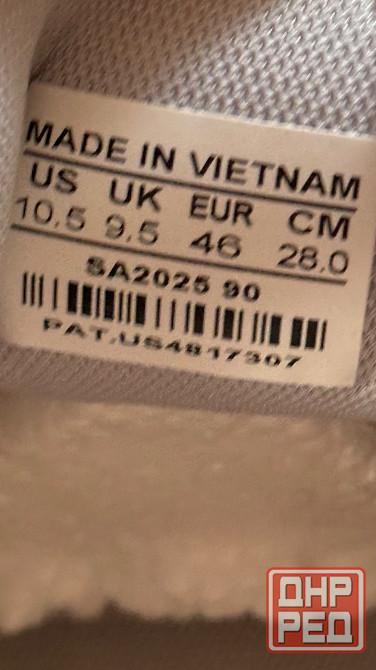 MADE IN VIETNAM
US UK EUR CM
10.5 9.5 46 28.0
SA2025 90
PAT.US4817307
ДНР
РЕД